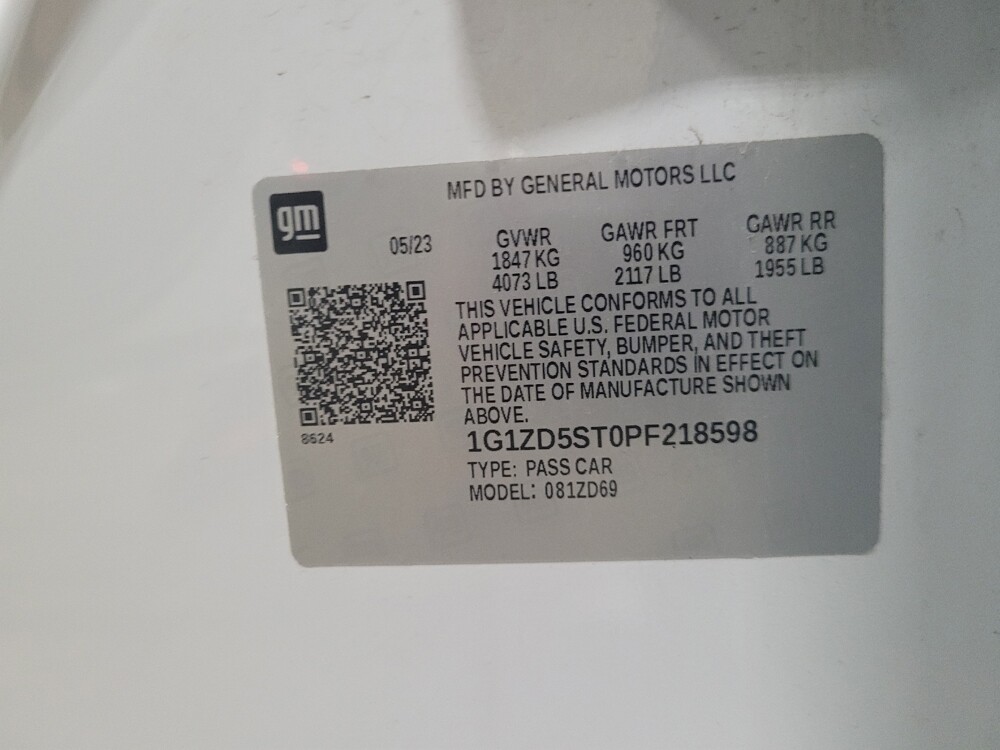 gm
MFD BY GENERAL MOTORS LLC
05/23
GVWR GAWR FRT GAWR RR
1847 KG 960 KG 887 KG
4073 LB 2117 LB 1955 LB
THIS VEHICLE CONFORMS TO ALL
APPLICABLE U.S. FEDERAL MOTOR
VEHICLE SAFETY, BUMPER, AND THEFT
PREVENTION STANDARDS IN EFFECT ON
THE DATE OF MANUFACTURE SHOWN
ABOVE.
8624
1G1ZD5ST0PF218598
TYPE: PASS CAR
MODEL: 081ZD69